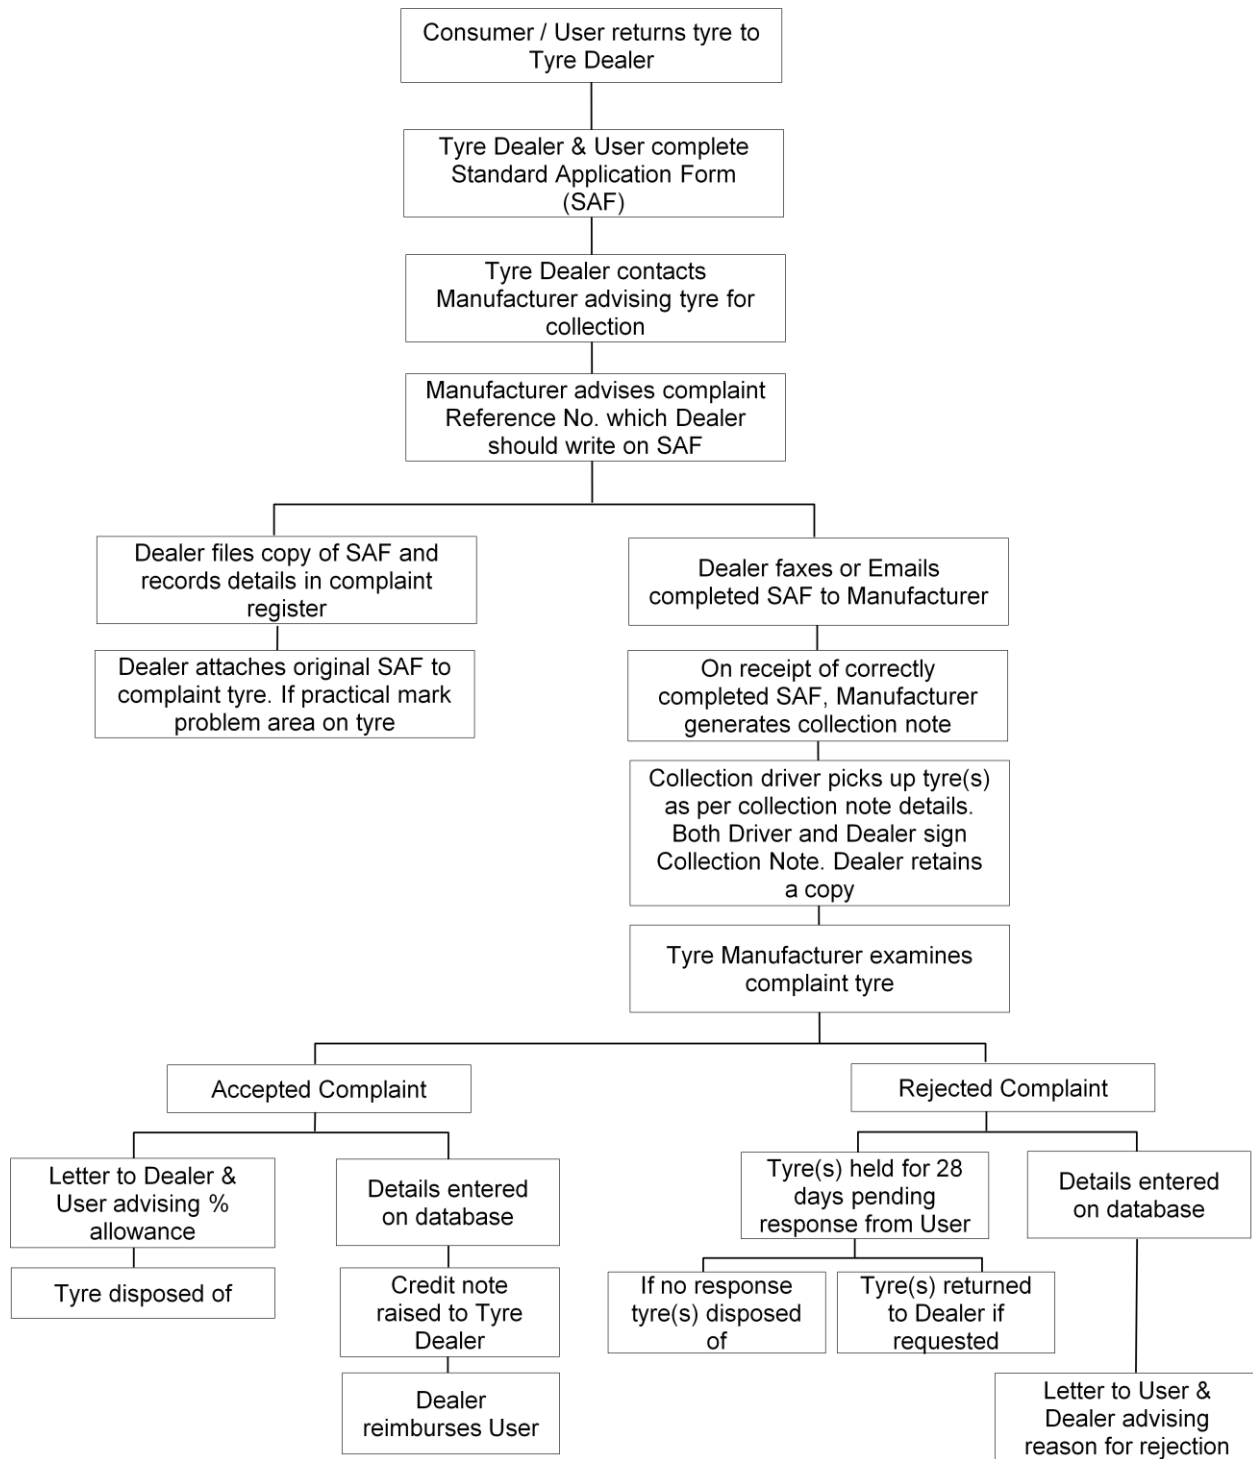 Consumer / User returns tyre to
Tyre Dealer
Tyre Dealer & User complete
Standard Application Form
(SAF)
Tyre Dealer contacts
Manufacturer advising tyre for
collection
Manufacturer advises complaint
Reference No. which Dealer
should write on SAF
Dealer files copy of SAF and
records details in complaint
register
Dealer attaches original SAF to
complaint tyre. If practical mark
problem area on tyre
Dealer faxes or Emails
completed SAF to Manufacturer
On receipt of correctly
completed SAF, Manufacturer
generates collection note
Collection driver picks up tyre(s)
as per collection note details.
Both Driver and Dealer sign
Collection Note. Dealer retains
a copy
Tyre Manufacturer examines
complaint tyre
Accepted Complaint
Letter to Dealer &
User advising %
allowance
Tyre disposed of
Details entered
on database
Credit note
raised to Tyre
Dealer
Dealer
reimburses User
Rejected Complaint
Tyre(s) held for 28
days pending
response from User
If no response
tyre(s) disposed
of
Tyre(s) returned
to Dealer if
requested
Details entered
on database
Letter to User &
Dealer advising
reason for rejection